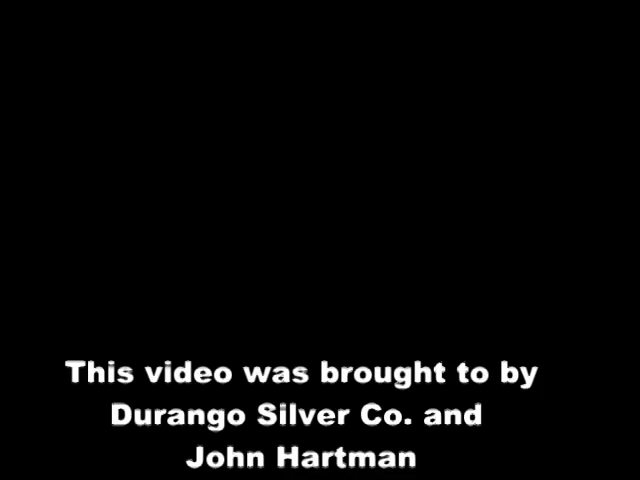 This video was brought to by
Durango Silver Co. and
John Hartman